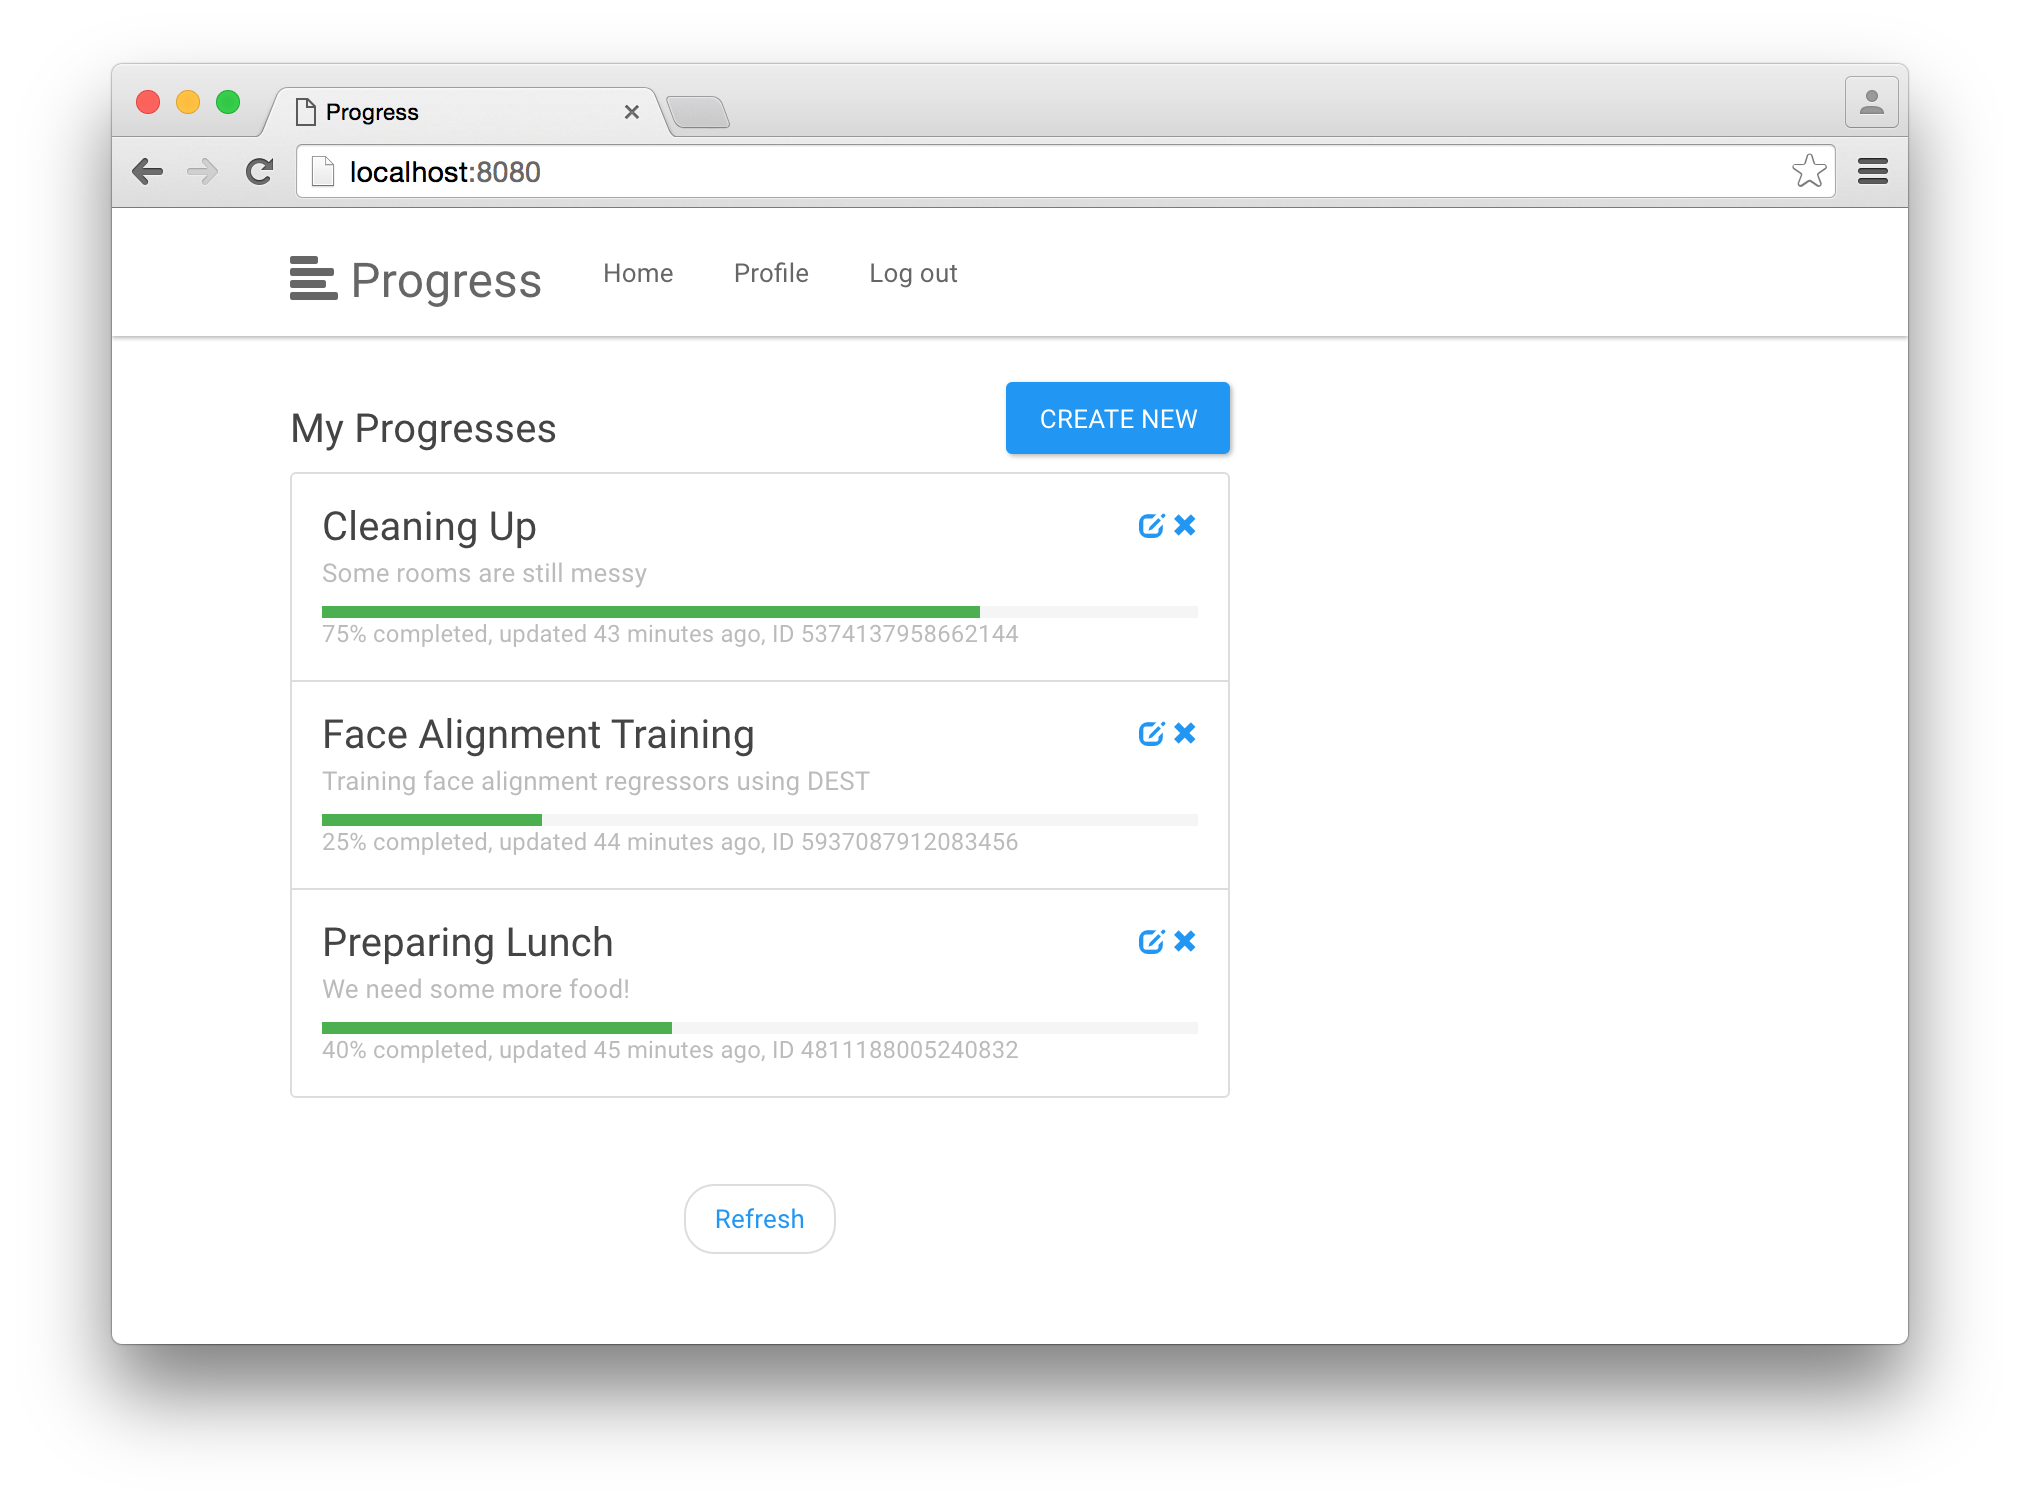 Progress
localhost:8080
Progress Home Profile Log out
My Progresses
CREATE NEW
Cleaning Up
Some rooms are still messy
75% completed, updated 43 minutes ago, ID 5374137958662144
Face Alignment Training
Training face alignment regressors using DEST
25% completed, updated 44 minutes ago, ID 5937087912083456
Preparing Lunch
We need some more food!
40% completed, updated 45 minutes ago, ID 4811188005240832
Refresh